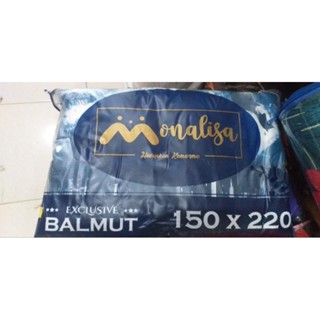 Monalisa
*** EXCLUSIVE ***
BALMUT
150 x 220